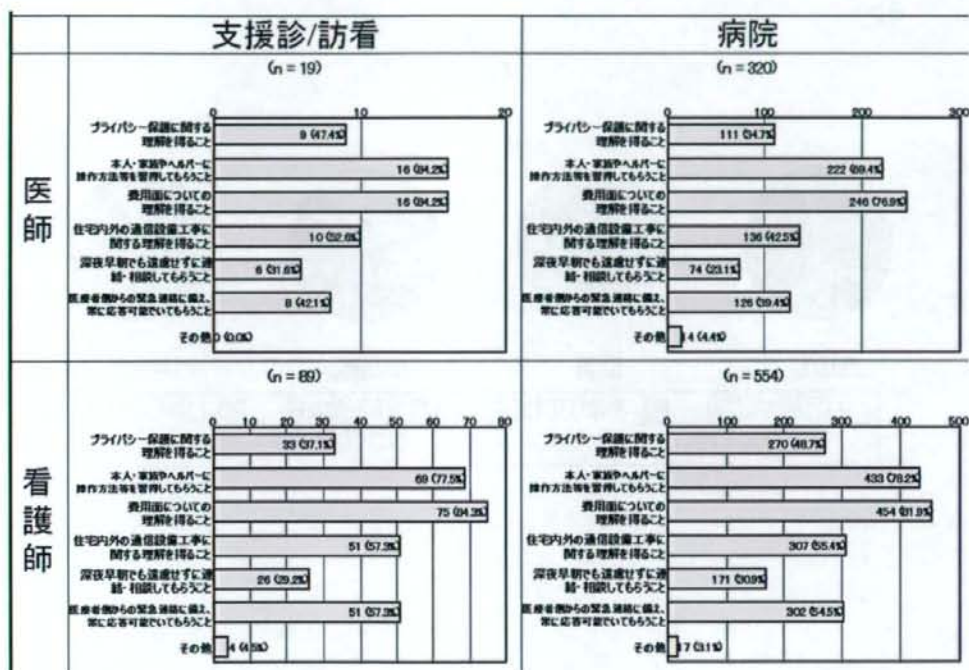 支援診/訪看
病院
医師
(n = 19)
0 10 20
プライバシー保護に関する
理解を得ること
9 (47.4%)
本人・家族やヘルパーに
操作方法等を習得してもらうこと
16 (84.2%)
費用面についての
理解を得ること
16 (84.2%)
住宅内外の通信設備工事に
関する理解を得ること
10 (52.6%)
深夜早朝でも遠慮せずに連
絡・相談してもらうこと
6 (31.6%)
医療者側からの緊急連絡に備え、
常に応答可能でいてもらうこと
8 (42.1%)
その他
0 (0.0%)
(n = 320)
0 100 200 300
プライバシー保護に関する
理解を得ること
111 (34.7%)
本人・家族やヘルパーに
操作方法等を習得してもらうこと
222 (69.4%)
費用面についての
理解を得ること
246 (76.9%)
住宅内外の通信設備工事に
関する理解を得ること
136 (42.5%)
深夜早朝でも遠慮せずに連
絡・相談してもらうこと
74 (23.1%)
医療者側からの緊急連絡に備え、
常に応答可能でいてもらうこと
126 (39.4%)
その他
14 (4.4%)
看護師
(n = 89)
0 10 20 30 40 50 60 70 80
プライバシー保護に関する
理解を得ること
33 (37.1%)
本人・家族やヘルパーに
操作方法等を習得してもらうこと
69 (77.5%)
費用面についての
理解を得ること
75 (84.3%)
住宅内外の通信設備工事に
関する理解を得ること
51 (57.3%)
深夜早朝でも遠慮せずに連
絡・相談してもらうこと
26 (29.2%)
医療者側からの緊急連絡に備え、
常に応答可能でいてもらうこと
51 (57.3%)
その他
4 (4.5%)
(n = 554)
0 100 200 300 400 500
プライバシー保護に関する
理解を得ること
270 (48.7%)
本人・家族やヘルパーに
操作方法等を習得してもらうこと
433 (78.2%)
費用面についての
理解を得ること
454 (81.9%)
住宅内外の通信設備工事に
関する理解を得ること
307 (55.4%)
深夜早朝でも遠慮せずに連
絡・相談してもらうこと
171 (30.9%)
医療者側からの緊急連絡に備え、
常に応答可能でいてもらうこと
302 (54.5%)
その他
17 (3.1%)